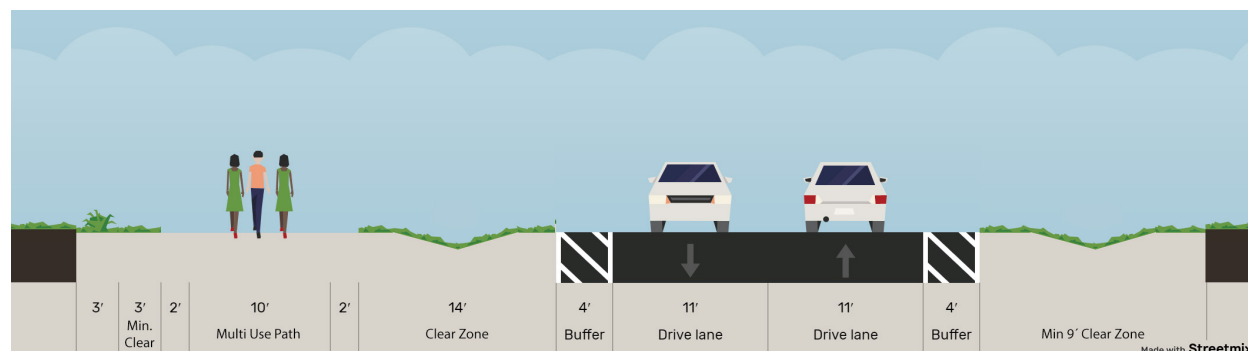 3′ 3′ 2′ 10′ 2′ 14′ 4′ 11′ 11′ 4′
Min. Clear Multi Use Path Clear Zone Buffer Drive lane Drive lane Buffer Min 9′ Clear Zone
Made with Streetmix